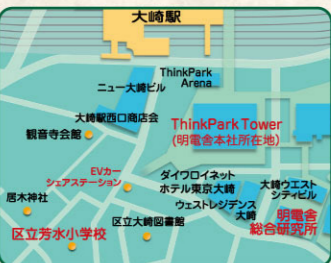 大崎駅
ThinkPark
Arena
ニュー大崎ビル
大崎駅西口商店会
ThinkPark Tower
(明電舎本社所在地)
観音寺会館
EVカー
シェアステーション
ダイワロイネット
ホテル東京大崎
大崎ウエスト
シティビル
居木神社
ウェストレジデンス
大崎
明電舎
総合研究所
区立大崎図書館
区立芳水小学校